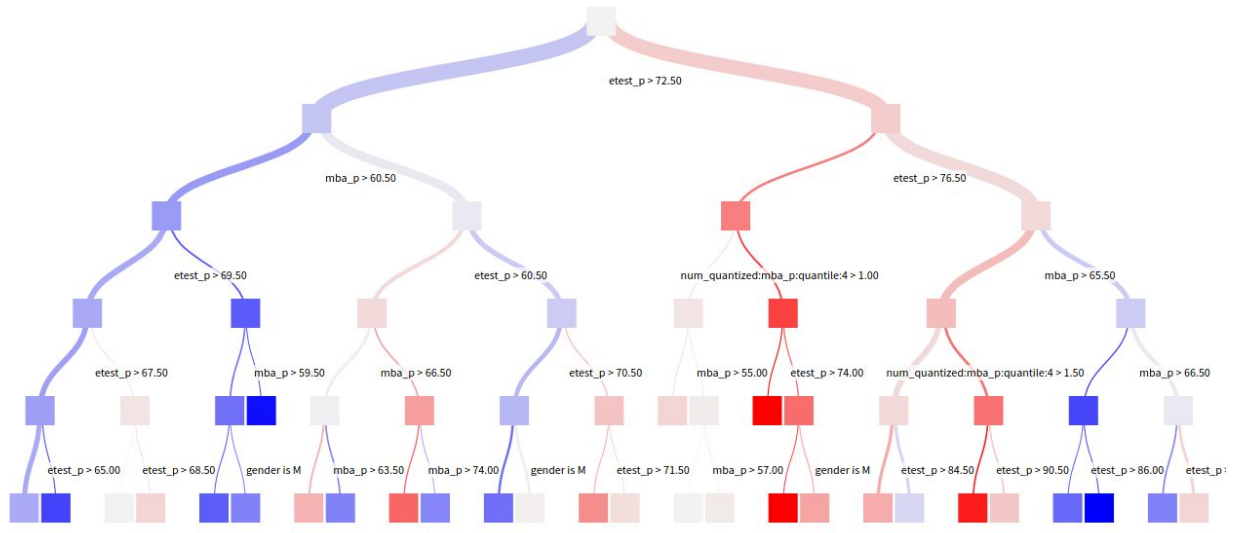 etest_p > 72.50
mba_p > 60.50
etest_p > 76.50
etest_p > 69.50
etest_p > 60.50
num_quantized:mba_p:quantile:4 > 1.00
mba_p > 65.50
etest_p > 67.50
mba_p > 59.50
mba_p > 66.50
etest_p > 70.50
mba_p > 55.00
etest_p > 74.00
num_quantized:mba_p:quantile:4 > 1.50
mba_p > 66.50
etest_p > 65.00
etest_p > 68.50
gender is M
mba_p > 63.50
mba_p > 74.00
gender is M
etest_p > 71.50
mba_p > 57.00
gender is M
etest_p > 84.50
etest_p > 90.50
etest_p > 86.00
etest_p >